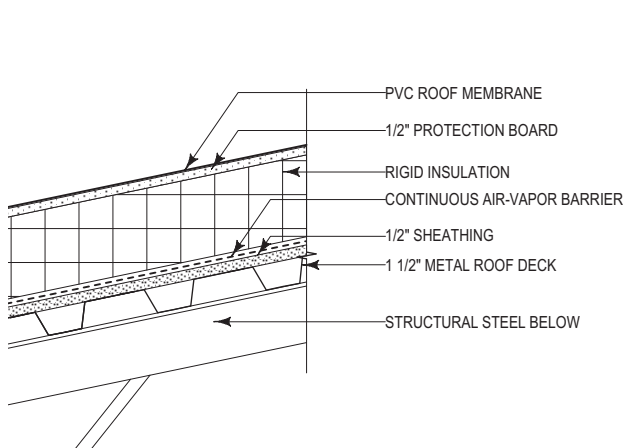 PVC ROOF MEMBRANE
1/2" PROTECTION BOARD
RIGID INSULATION
CONTINUOUS AIR-VAPOR BARRIER
1/2" SHEATHING
1 1/2" METAL ROOF DECK
STRUCTURAL STEEL BELOW